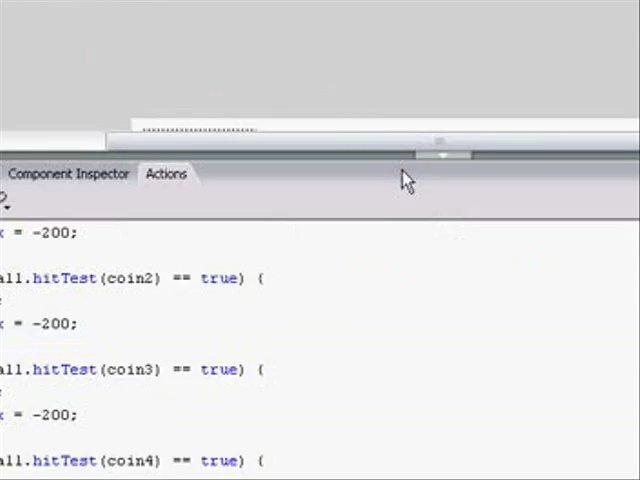 Component Inspector Actions
x = -200;
all.hitTest(coin2) == true) {
;
x = -200;
all.hitTest(coin3) == true) {
;
x = -200;
all.hitTest(coin4) == true) {